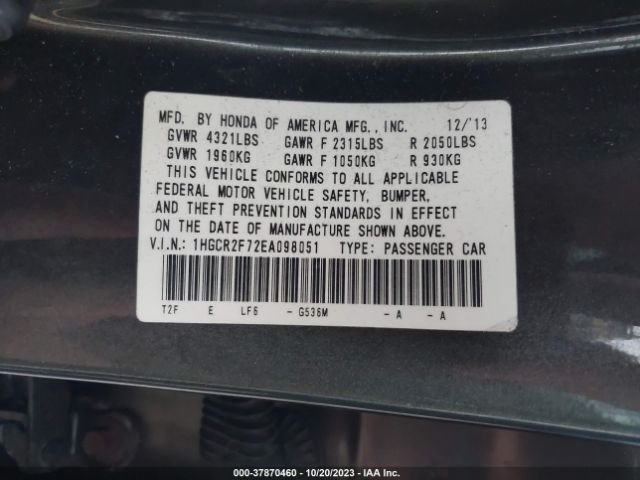 MFD. BY HONDA OF AMERICA MFG., INC. 12/'13
GVWR 4321LBS GAWR F 2315LBS R 2050LBS
GVWR 1960KG GAWR F 1050KG R 930KG
THIS VEHICLE CONFORMS TO ALL APPLICABLE
FEDERAL MOTOR VEHICLE SAFETY, BUMPER,
AND THEFT PREVENTION STANDARDS IN EFFECT
ON THE DATE OF MANUFACTURE SHOWN ABOVE.
V.I.N.: 1HGCR2F72EA098051 TYPE: PASSENGER CAR
T2F E LF6 - G536M - A - A
000-37870460 - 10/20/2023 - IAA Inc.